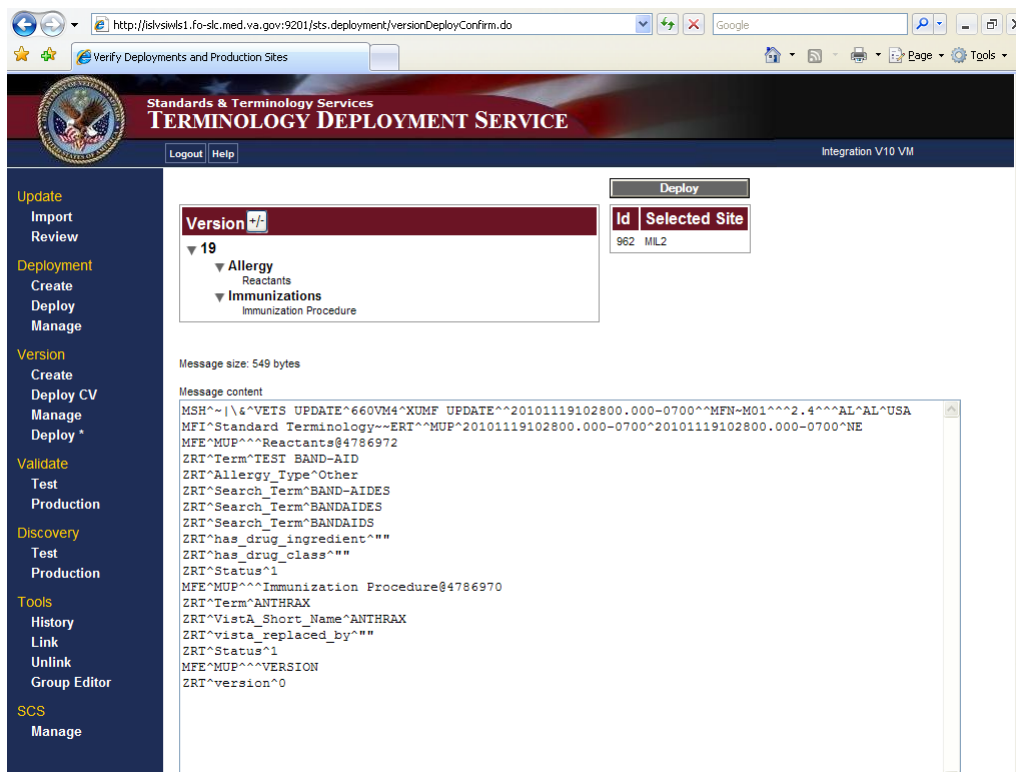 http://islvsiwls1.fo-slc.med.va.gov:9201/sts.deployment/versionDeployConfirm.do
Google
Verify Deployments and Production Sites
Page
Tools
Standards & Terminology Services
TERMINOLOGY DEPLOYMENT SERVICE
Logout Help
Integration V10 VM
Update
Import
Review
Deployment
Create
Deploy
Manage
Version
Create
Deploy CV
Manage
Deploy *
Validate
Test
Production
Discovery
Test
Production
Tools
History
Link
Unlink
Group Editor
SCS
Manage
Deploy
Version +/-
19
Allergy
Reactants
Immunizations
Immunization Procedure
Id Selected Site
962 MIL2
Message size: 549 bytes
Message content
MSH^~|\&^VETS UPDATE^660VM4^XUMF UPDATE^^20101119102800.000-0700^^MFN~M01^^^2.4^^^AL^AL^USA
MFI^Standard Terminology~~ERT^^MUP^20101119102800.000-0700^20101119102800.000-0700^NE
MFE^MUP^^^Reactants@4786972
ZRT^Term^TEST BAND-AID
ZRT^Allergy_Type^Other
ZRT^Search_Term^BAND-AIDES
ZRT^Search_Term^BANDAIDES
ZRT^Search_Term^BANDAIDS
ZRT^has_drug_ingredient^""
ZRT^has_drug_class^""
ZRT^Status^1
MFE^MUP^^^Immunization Procedure@4786970
ZRT^Term^ANTHRAX
ZRT^VistA_Short_Name^ANTHRAX
ZRT^vista_replaced_by^""
ZRT^Status^1
MFE^MUP^^^VERSION
ZRT^version^0